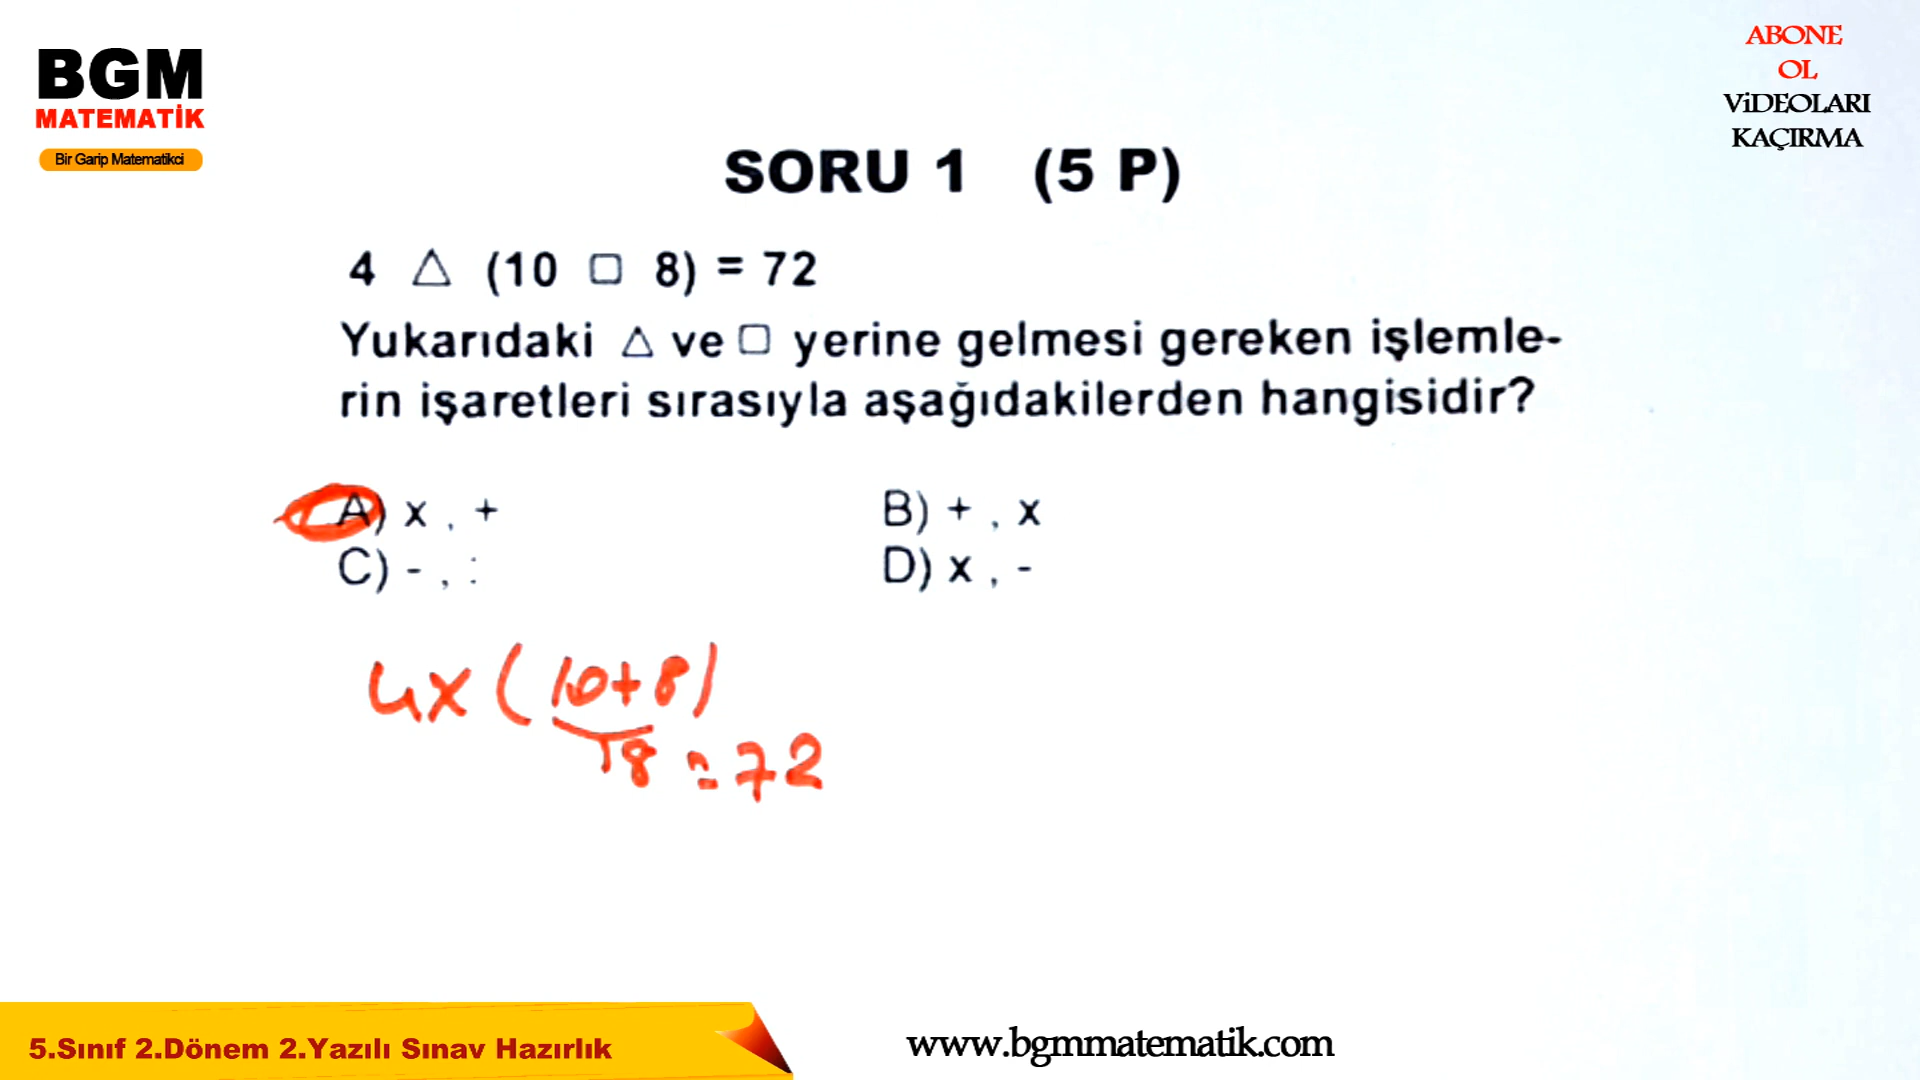 BGM
MATEMATİK
Bir Garip Matematikci
ABONE
OL
ViDEOLARI
KAÇIRMA
SORU 1 (5 P)
4 △ (10 □ 8) = 72
Yukarıdaki △ ve □ yerine gelmesi gereken işlemle-
rin işaretleri sırasıyla aşağıdakilerden hangisidir?
A) x , +
B) + , x
C) - , :
D) x , -
4x(10+8)
18 = 72
5.Sınıf 2.Dönem 2.Yazılı Sınav Hazırlık
www.bgmmatematik.com